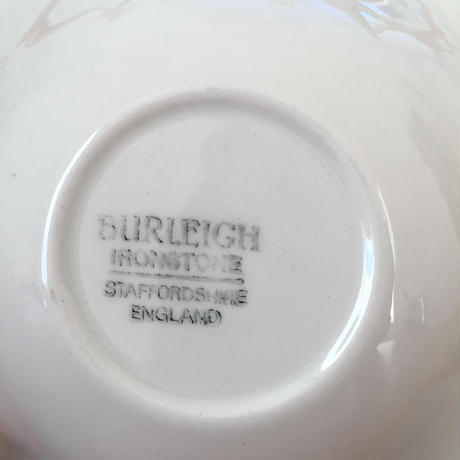 BURLEIGH
IRONSTONE
STAFFORDSHIRE
ENGLAND